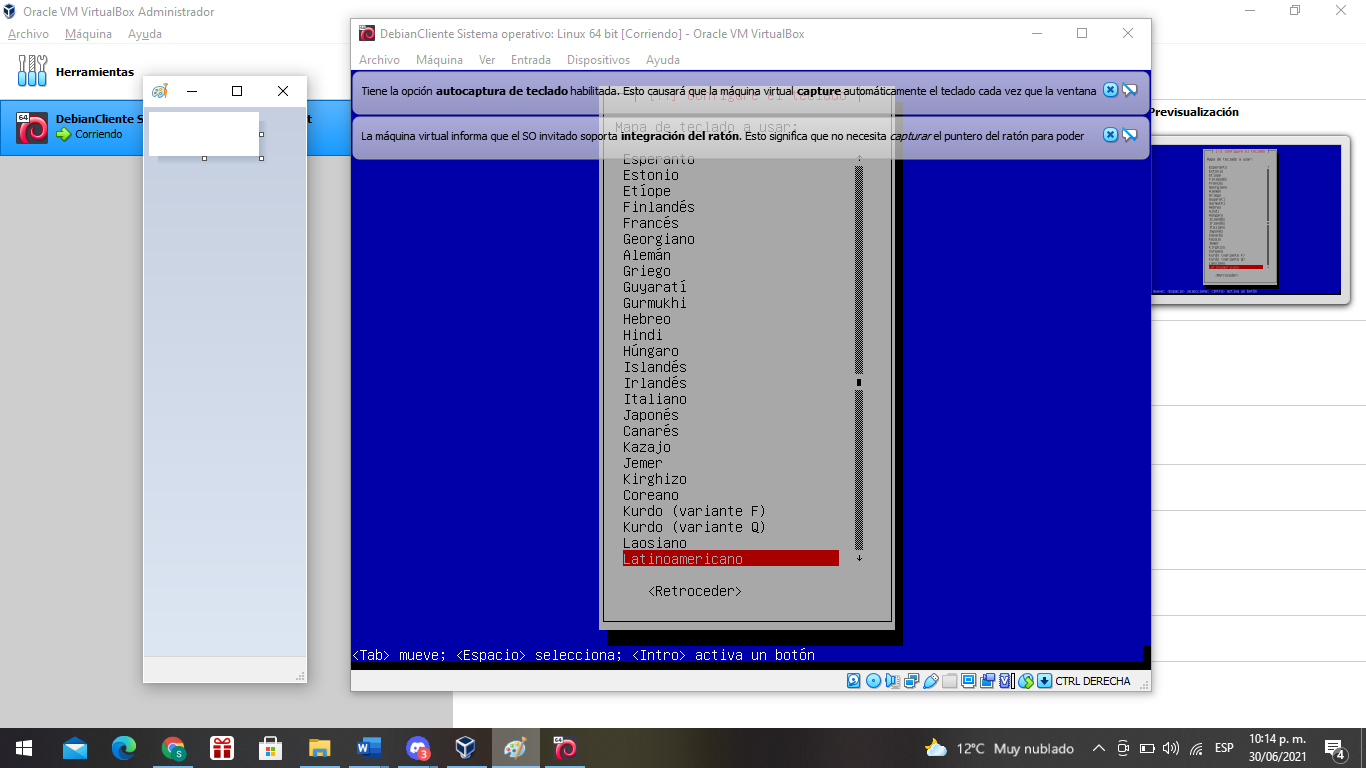 Oracle VM VirtualBox Administrador
Archivo Máquina Ayuda
Herramientas
64
DebianCliente S
t
Corriendo
DebianCliente Sistema operativo: Linux 64 bit [Corriendo] - Oracle VM VirtualBox
Archivo Máquina Ver Entrada Dispositivos Ayuda
Tiene la opción autocaptura de teclado habilitada. Esto causará que la máquina virtual capture automáticamente el teclado cada vez que la ventana
Mapa de teclado a usar:
La máquina virtual informa que el SO invitado soporta integración del ratón. Esto significa que no necesita capturar el puntero del ratón para poder
Esperanto
Estonio
Etíope
Finlandés
Francés
Georgiano
Alemán
Griego
Guyaratí
Gurmukhi
Hebreo
Hindi
Húngaro
Islandés
Irlandés
Italiano
Japonés
Canarés
Kazajo
Jemer
Kirghizo
Coreano
Kurdo (variante F)
Kurdo (variante Q)
Laosiano
Latinoamericano
<Retroceder>
<Tab> mueve; <Espacio> selecciona; <Intro> activa un botón
CTRL DERECHA
Previsualización
12°C Muy nublado
ESP
10:14 p. m.
30/06/2021
4
3